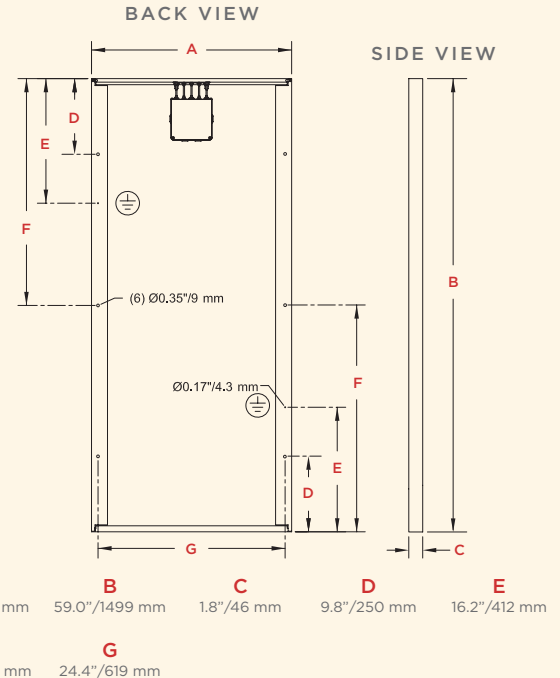 BACK VIEW
A
SIDE VIEW
D
E
F
B
(6) Ø0.35"/9 mm
Ø0.17"/4.3 mm
F
E
D
G
C
B C D E
mm 59.0"/1499 mm 1.8"/46 mm 9.8"/250 mm 16.2"/412 mm
G
mm 24.4"/619 mm